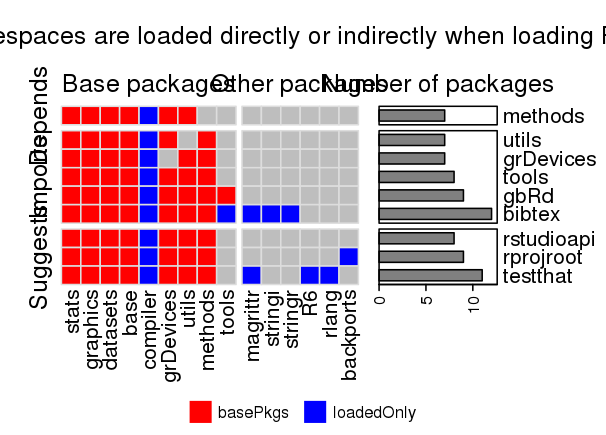 espaces are loaded directly or indirectly when loading
Base packages
Other packages
Number of packages
Depends
Imports
Suggests
methods
utils
grDevices
tools
gbRd
bibtex
rstudioapi
rprojroot
testthat
0 5 10
stats graphics datasets base compiler grDevices utils methods tools magrittr stringi stringr R6 rlang backports
basePkgs loadedOnly